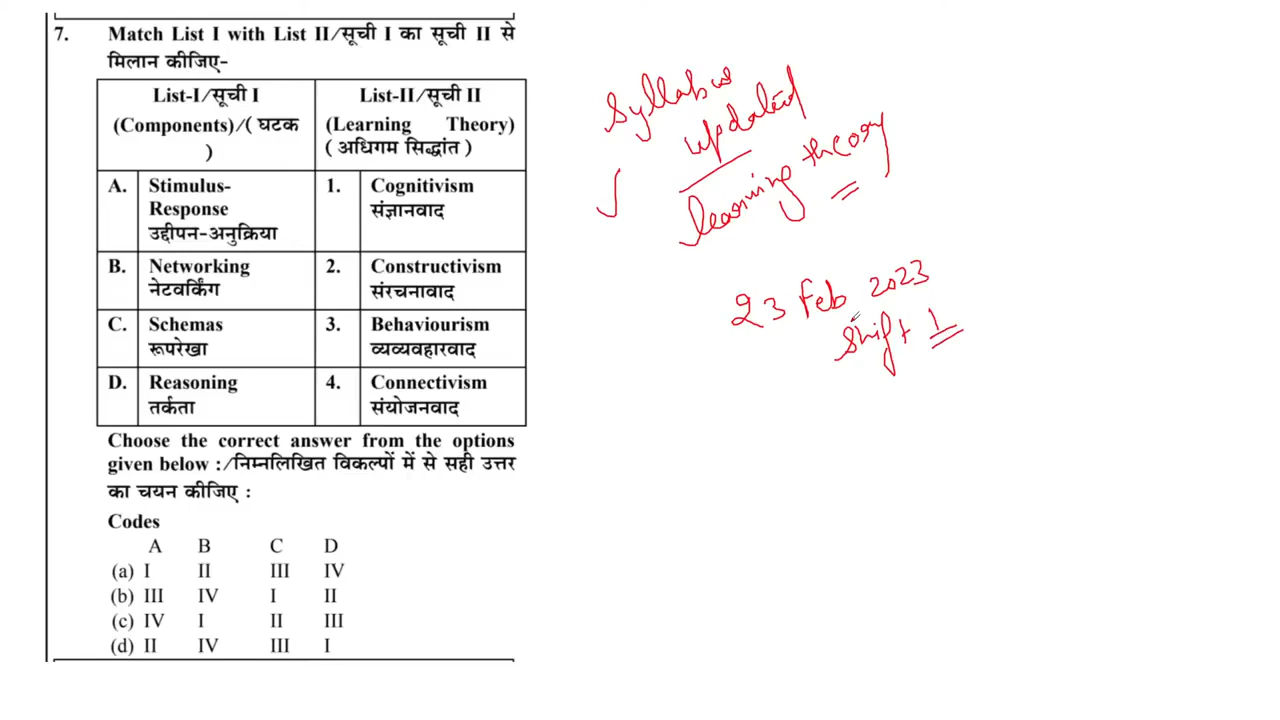 7. Match List I with List II/सूची I का सूची II से
मिलान कीजिए-
List-I/सूची I
(Components)/( घटक
)
List-II/सूची II
(Learning Theory)
( अधिगम सिद्धांत )
A. Stimulus-
Response
उद्दीपन-अनुक्रिया
1. Cognitivism
संज्ञानवाद
B. Networking
नेटवर्किंग
2. Constructivism
संरचनावाद
C. Schemas
रूपरेखा
3. Behaviourism
व्यव्यवहारवाद
D. Reasoning
तर्कता
4. Connectivism
संयोजनवाद
Choose the correct answer from the options
given below :/निम्नलिखित विकल्पों में से सही उत्तर
का चयन कीजिए :
Codes
A B C D
(a) I II III IV
(b) III IV I II
(c) IV I II III
(d) II IV III I
Syllabus
updated
learning theory
23 Feb 2023
Shift 1